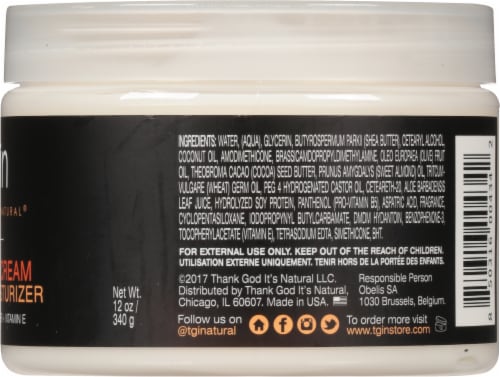 n
NATURAL®
CREAM
TURIZER
+ VITAMIN E
Net Wt.
12 oz/
340 g
INGREDIENTS: WATER, (AQUA), GLYCERIN, BUTYROSPERMUM PARKII (SHEA BUTTER), CETEARYL ALCOHOL,
COCONUT OIL, AMODIMETHICONE, BRASSICAMIDOPROPYLDIMETHYLAMINE, OLEO EUROPAEA (OLIVE) FRUIT
OIL, THEOBROMA CACAO (COCOA) SEED BUTTER, PRUNUS AMYGDALYS (SWEET ALMOND) OIL, TRITICUM-
VULGARE (WHEAT) GERM OIL, PEG 4 HYDROGENATED CASTOR OIL, CETEARETH-20, ALOE BARBADENSIS
LEAF JUICE, HYDROLYZED SOY PROTEIN, PANTHENOL (PRO-VITAMIN B5), ASPARTIC ACID, FRAGRANCE,
CYCLOPENTASILOXANE, IODOPROPYNYL BUTYLCARBAMATE, DMDM HYDANTOIN, BENZOPHENONE-3,
TOCOPHERYLACETATE (VITAMIN E), TETRASODIUM EDTA, SIMETHICONE, BHT.
FOR EXTERNAL USE ONLY. KEEP OUT OF THE REACH OF CHILDREN.
UTILISATION EXTERNE UNIQUEMENT. TENIR HORS DE LA PORTÉE DES ENFANTS.
©2017 Thank God It's Natural LLC.
Distributed by Thank God It's Natural,
Chicago, IL 60607. Made in USA.
Responsible Person
Obelis SA
1030 Brussels, Belgium.
Follow us on
@tginatural
To learn more visit
www.tginstore.com